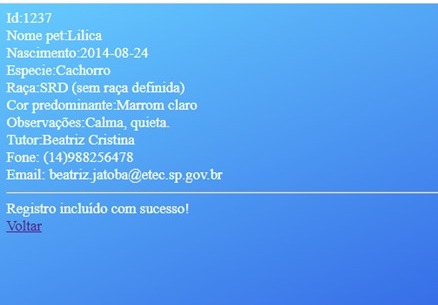 Id:1237
Nome pet:Lilica
Nascimento:2014-08-24
Especie:Cachorro
Raça:SRD (sem raça definida)
Cor predominante:Marrom claro
Observações:Calma, quieta.
Tutor:Beatriz Cristina
Fone: (14)988256478
Email: beatriz.jatoba@etec.sp.gov.br
Registro incluído com sucesso!
Voltar